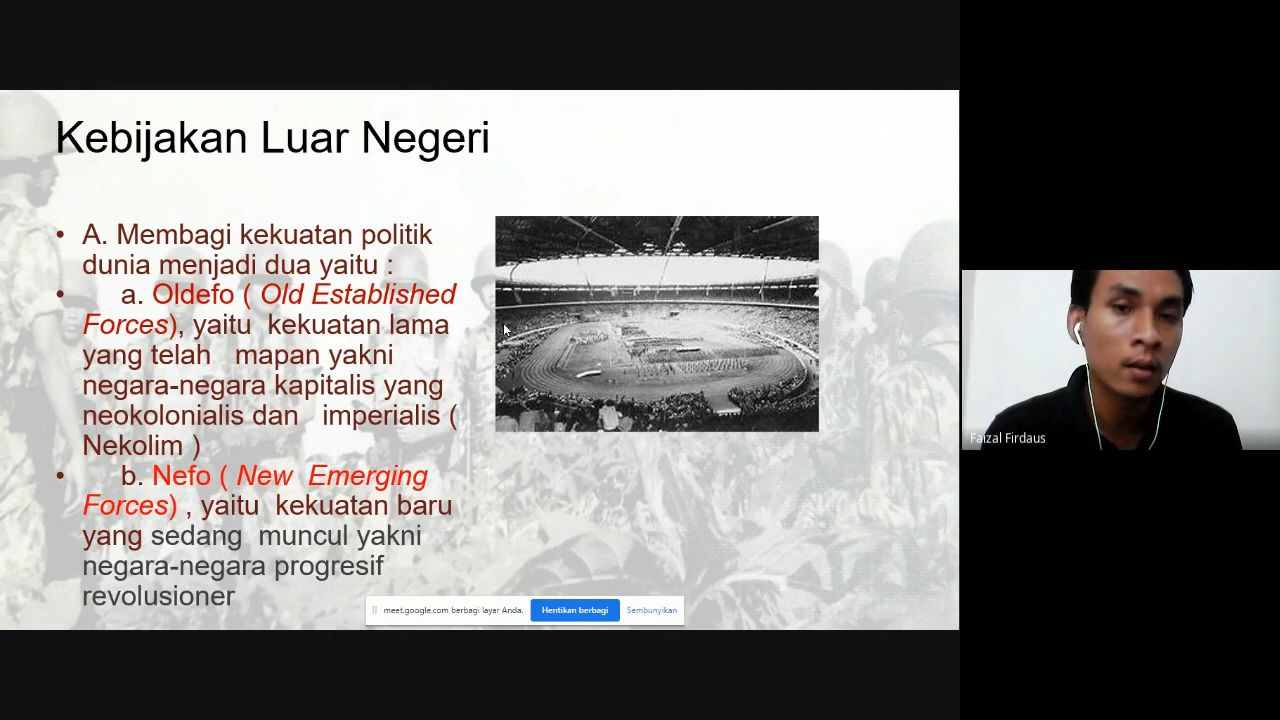 Kebijakan Luar Negeri
• A. Membagi kekuatan politik
dunia menjadi dua yaitu :
• a. Oldefo ( Old Established
Forces), yaitu kekuatan lama
yang telah mapan yakni
negara-negara kapitalis yang
neokolonialis dan imperialis (
Nekolim )
• b. Nefo ( New Emerging
Forces) , yaitu kekuatan baru
yang sedang muncul yakni
negara-negara progresif
revolusioner
meet.google.com berbagi layar Anda. Hentikan berbagi Sembunyikan
Faizal Firdaus